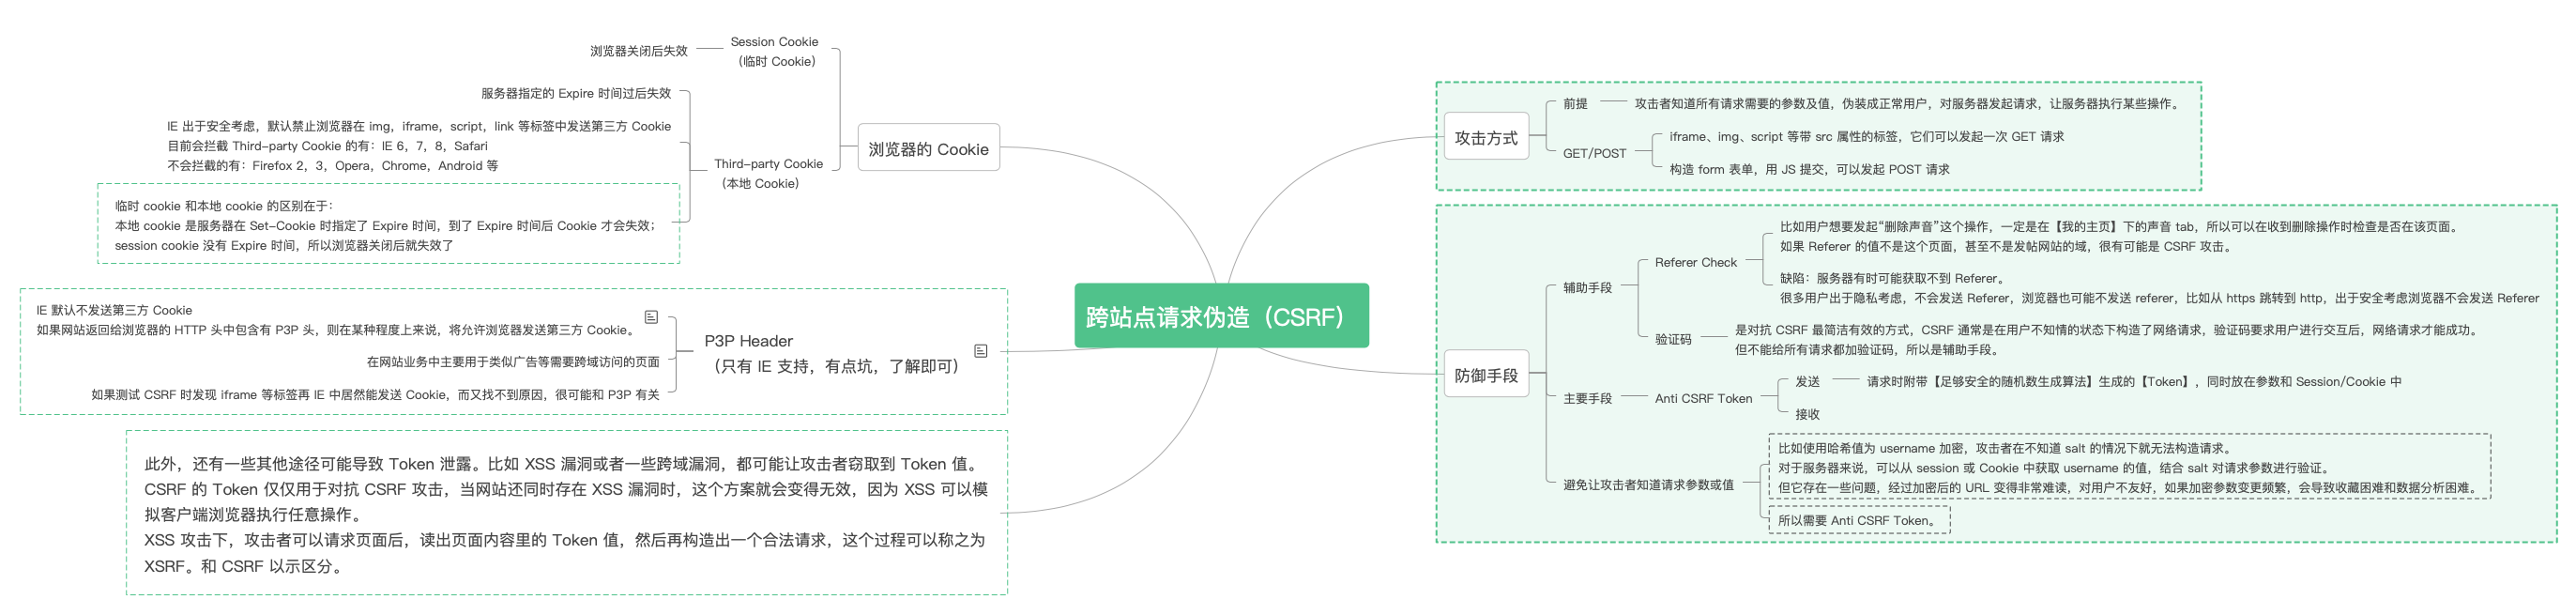 跨站点请求伪造（CSRF）
浏览器的 Cookie
Session Cookie
（临时 Cookie）
浏览器关闭后失效
Third-party Cookie
（本地 Cookie）
服务器指定的 Expire 时间过后失效
IE 出于安全考虑，默认禁止浏览器在 img，iframe，script，link 等标签中发送第三方 Cookie
目前会拦截 Third-party Cookie 的有：IE 6，7，8，Safari
不会拦截的有：Firefox 2，3，Opera，Chrome，Android 等
临时 cookie 和本地 cookie 的区别在于：
本地 cookie 是服务器在 Set-Cookie 时指定了 Expire 时间，到了 Expire 时间后 Cookie 才会失效；
session cookie 没有 Expire 时间，所以浏览器关闭后就失效了
P3P Header
（只有 IE 支持，有点坑，了解即可）
IE 默认不发送第三方 Cookie
如果网站返回给浏览器的 HTTP 头中包含有 P3P 头，则在某种程度上来说，将允许浏览器发送第三方 Cookie。
在网站业务中主要用于类似广告等需要跨域访问的页面
如果测试 CSRF 时发现 iframe 等标签再 IE 中居然能发送 Cookie，而又找不到原因，很可能和 P3P 有关
此外，还有一些其他途径可能导致 Token 泄露。比如 XSS 漏洞或者一些跨域漏洞，都可能让攻击者窃取到 Token 值。
CSRF 的 Token 仅仅用于对抗 CSRF 攻击，当网站还同时存在 XSS 漏洞时，这个方案就会变得无效，因为 XSS 可以模
拟客户端浏览器执行任意操作。
XSS 攻击下，攻击者可以请求页面后，读出页面内容里的 Token 值，然后再构造出一个合法请求，这个过程可以称之为
XSRF。和 CSRF 以示区分。
攻击方式
前提
攻击者知道所有请求需要的参数及值，伪装成正常用户，对服务器发起请求，让服务器执行某些操作。
GET/POST
iframe、img、script 等带 src 属性的标签，它们可以发起一次 GET 请求
构造 form 表单，用 JS 提交，可以发起 POST 请求
防御手段
辅助手段
Referer Check
比如用户想要发起“删除声音”这个操作，一定是在【我的主页】下的声音 tab，所以可以在收到删除操作时检查是否在该页面。
如果 Referer 的值不是这个页面，甚至不是发帖网站的域，很有可能是 CSRF 攻击。
缺陷：服务器有时可能获取不到 Referer。
很多用户出于隐私考虑，不会发送 Referer，浏览器也可能不发送 referer，比如从 https 跳转到 http，出于安全考虑浏览器不会发送 Referer
验证码
是对抗 CSRF 最简洁有效的方式，CSRF 通常是在用户不知情的状态下构造了网络请求，验证码要求用户进行交互后，网络请求才能成功。
但不能给所有请求都加验证码，所以是辅助手段。
主要手段
Anti CSRF Token
发送
请求时附带【足够安全的随机数生成算法】生成的【Token】，同时放在参数和 Session/Cookie 中
接收
避免让攻击者知道请求参数或值
比如使用哈希值为 username 加密，攻击者在不知道 salt 的情况下就无法构造请求。
对于服务器来说，可以从 session 或 Cookie 中获取 username 的值，结合 salt 对请求参数进行验证。
但它存在一些问题，经过加密后的 URL 变得非常难读，对用户不友好，如果加密参数变更频繁，会导致收藏困难和数据分析困难。
所以需要 Anti CSRF Token。